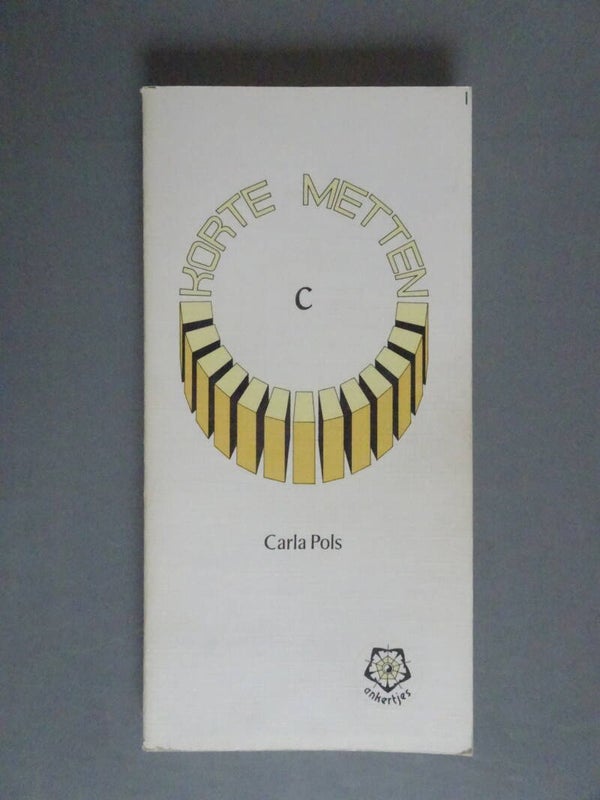 KORTE METTEN
C
Carla Pols
ankertjes